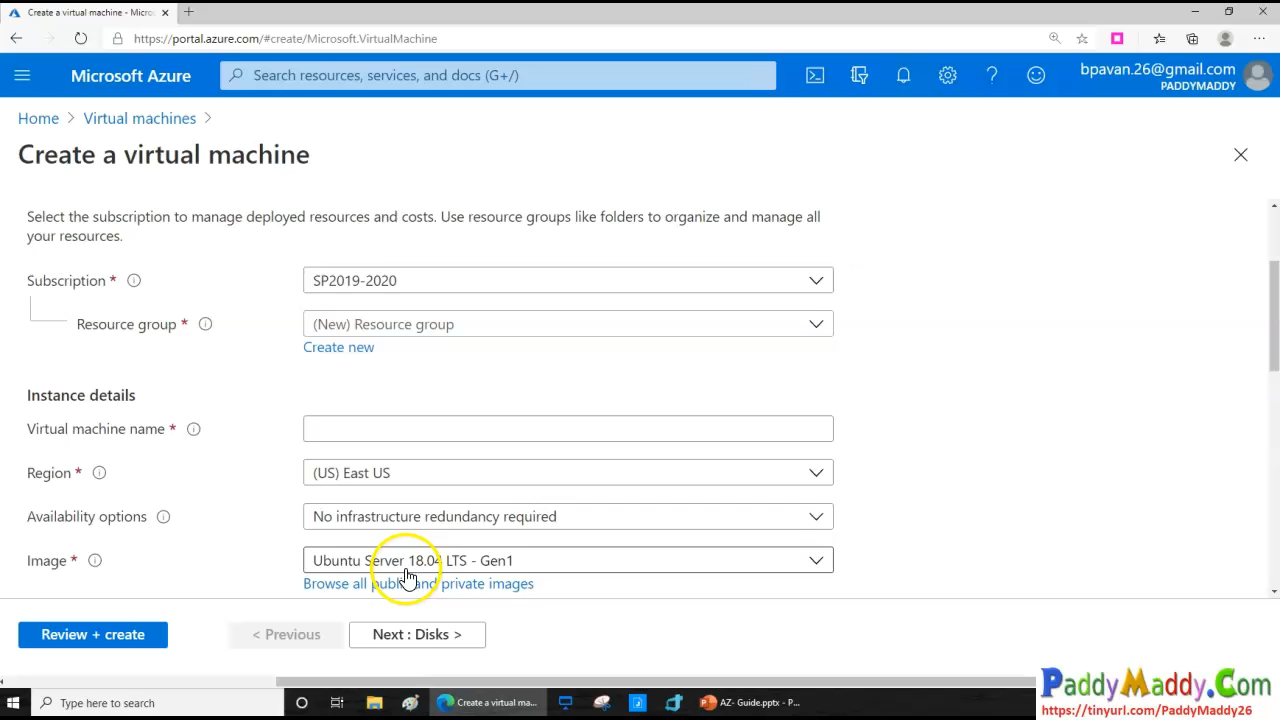 Create a virtual machine - Micros
https://portal.azure.com/#create/Microsoft.VirtualMachine
Microsoft Azure
Search resources, services, and docs (G+/)
bpavan.26@gmail.com
PADDYMADDY
Home > Virtual machines >
Create a virtual machine
Select the subscription to manage deployed resources and costs. Use resource groups like folders to organize and manage all
your resources.
Subscription *
SP2019-2020
Resource group *
(New) Resource group
Create new
Instance details
Virtual machine name *
Region *
(US) East US
Availability options
No infrastructure redundancy required
Image *
Ubuntu Server 18.04 LTS - Gen1
Browse all public and private images
Review + create
< Previous
Next : Disks >
Type here to search
Create a virtual ma...
AZ- Guide.pptx - P...
PaddyMaddy.Com
https://tinyurl.com/PaddyMaddy26